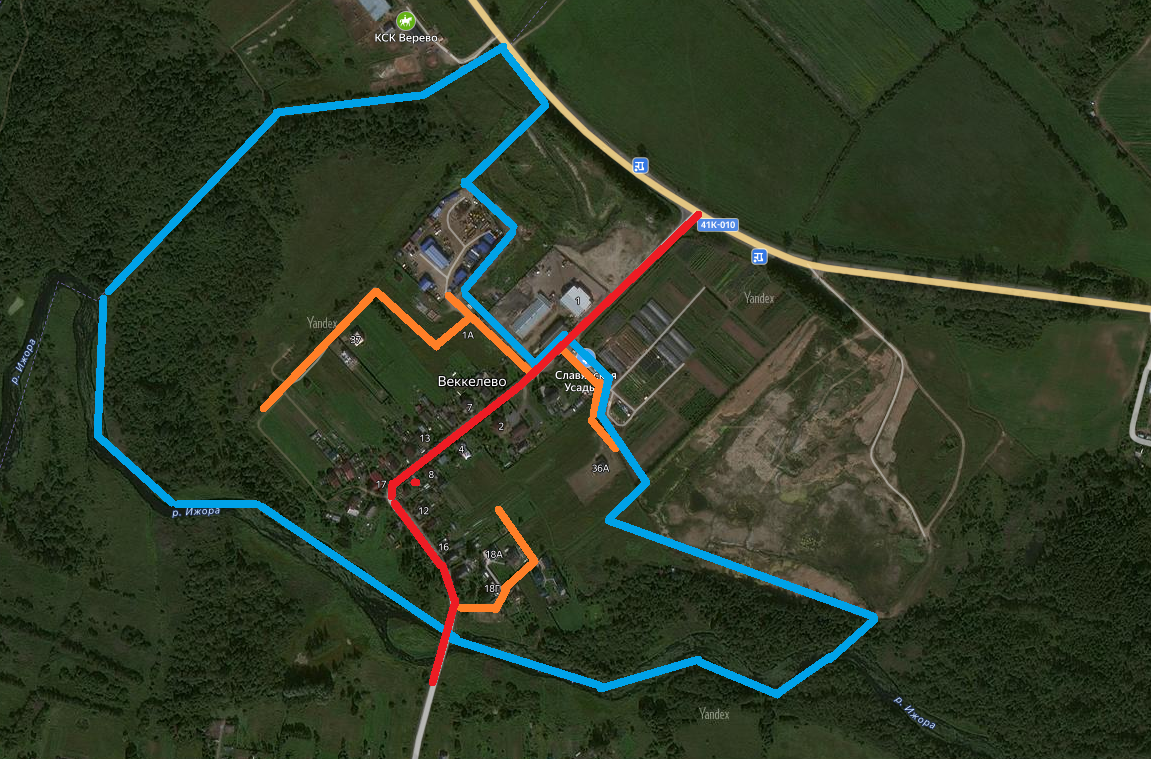 КСК Верево
41К-010
р. Ижора
Yandex
Yandex
1
1А
Веккелево
Славянская
Усадь
7
2
13
4
8
36А
17
12
р. Ижора
16
18А
18Г
р. Ижора
Yandex